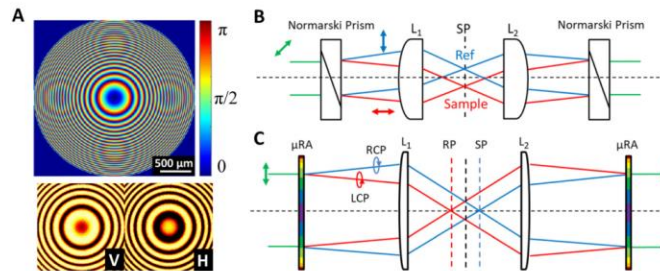 A
π
π/2
0
500 µm
V
H
B
Normarski Prism
L1
SP
L2
Normarski Prism
Ref
Sample
C
µRA
RCP
LCP
L1
RP
SP
L2
µRA